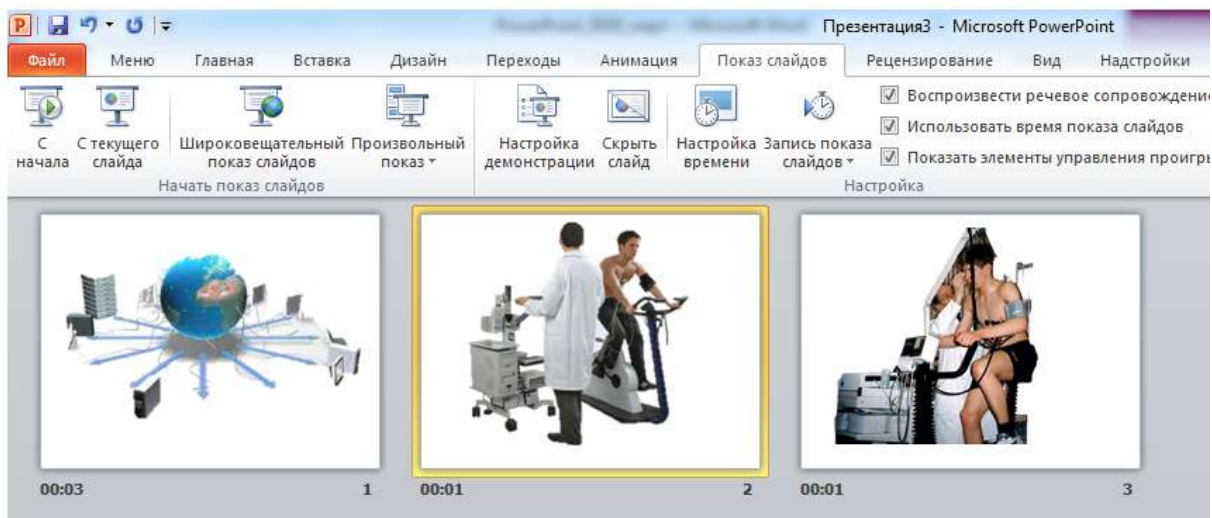 Презентация3 - Microsoft PowerPoint
Файл Меню Главная Вставка Дизайн Переходы Анимация Показ слайдов Рецензирование Вид Надстройки
С начала
С текущего слайда
Широковещательный показ слайдов
Произвольный показ
Настройка демонстрации
Скрыть слайд
Настройка времени
Запись показа слайдов
Воспроизвести речевое сопровождение
Использовать время показа слайдов
Показать элементы управления
Начать показ слайдов
Настройка
00:03 1
00:01 2
00:01 3